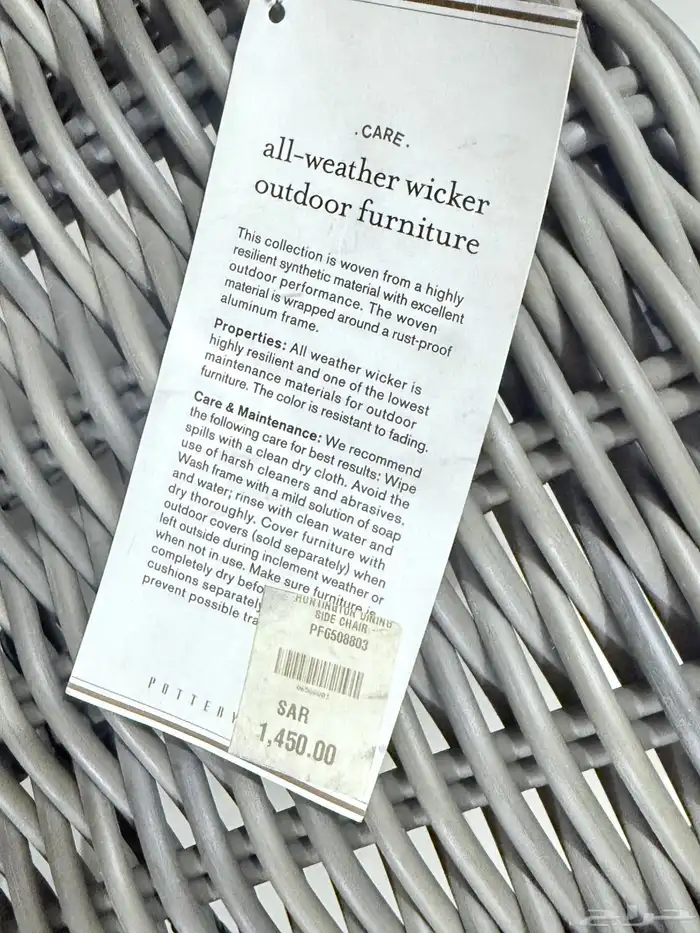 .CARE.
all-weather wicker
outdoor furniture
This collection is woven from a highly
resilient synthetic material with excellent
outdoor performance. The woven
material is wrapped around a rust-proof
aluminum frame.
Properties: All weather wicker is
highly resilient and one of the lowest
maintenance materials for outdoor
furniture. The color is resistant to fading.
Care & Maintenance: We recommend
the following care for best results: Wipe
spills with a clean dry cloth. Avoid the
use of harsh cleaners and abrasives.
Wash frame with a mild solution of soap
and water; rinse with clean water and
dry thoroughly. Cover furniture with
outdoor covers (sold separately) when
left outside during inclement weather or
when not in use. Make sure furniture is
completely dry befo
cushions separately
prevent possible tra
POTTERY
HUNTINGTON DINING
SIDE CHAIR
PFG508803
SAR
1,450.00
حراج